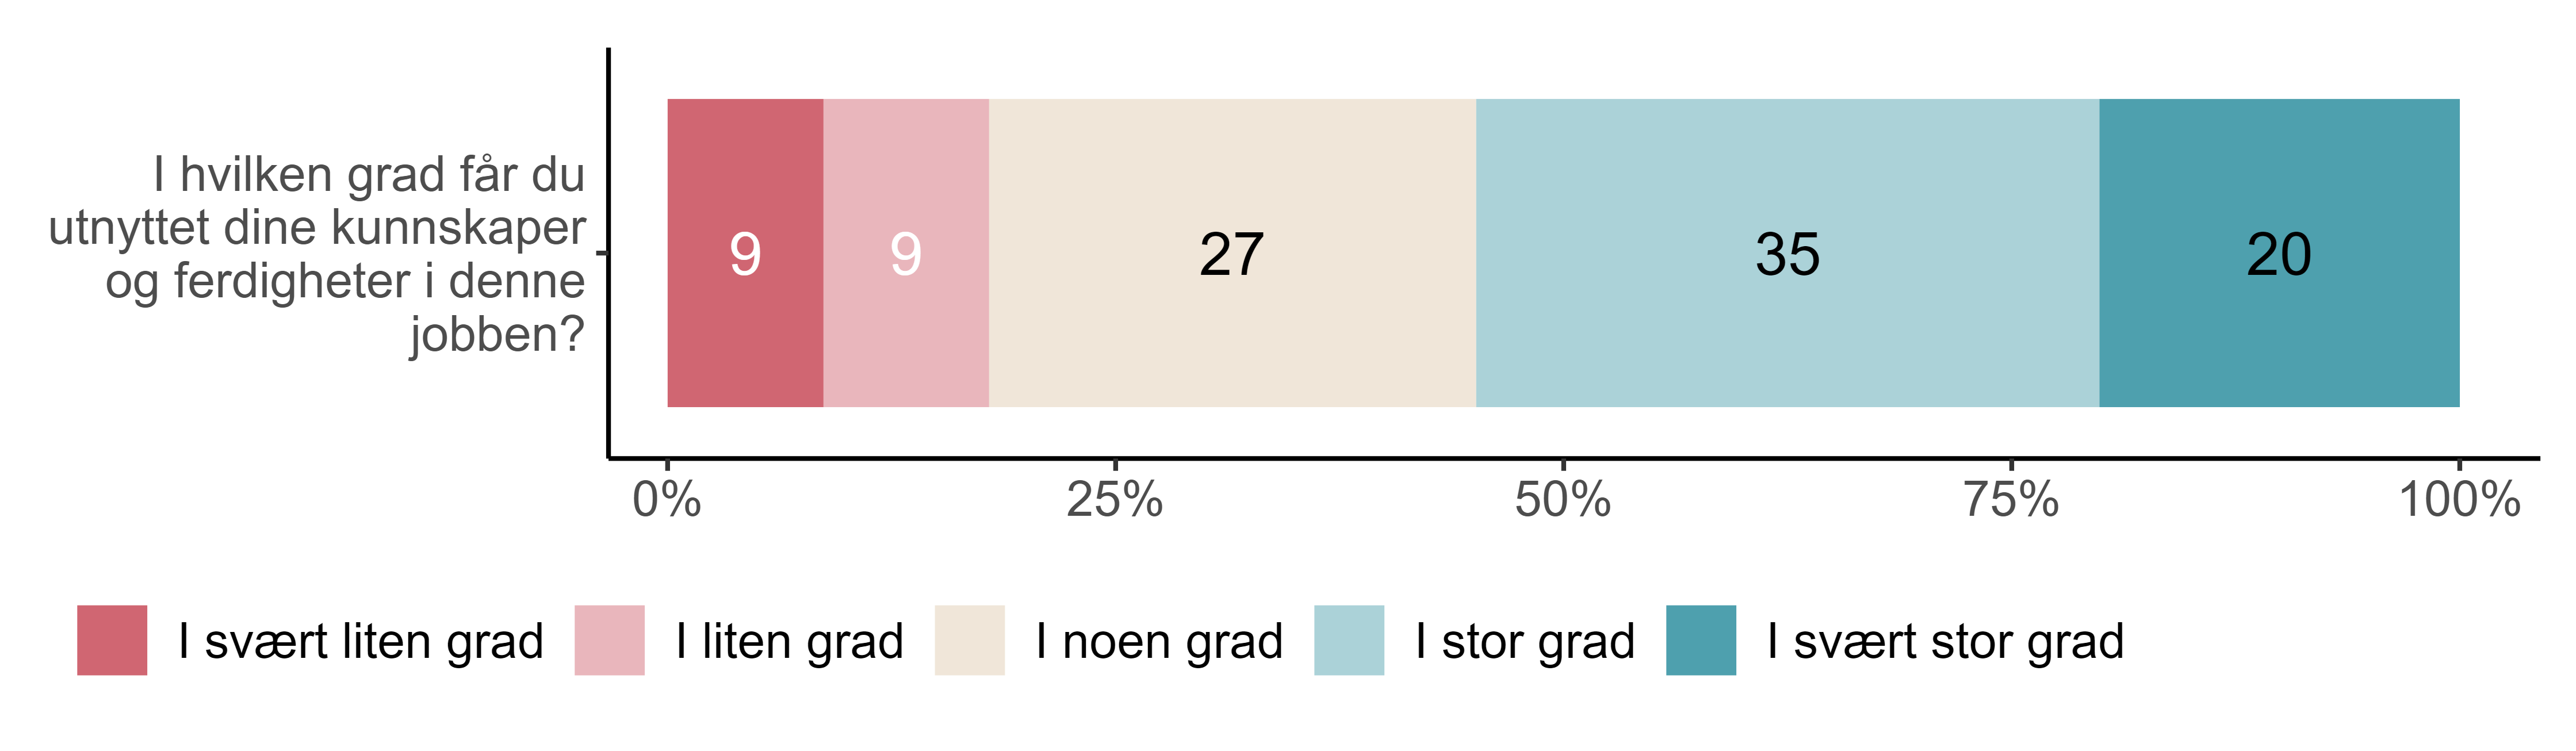 I hvilken grad får du
utnyttet dine kunnskaper
og ferdigheter i denne
jobben?
9 9 27 35 20
0% 25% 50% 75% 100%
I svært liten grad I liten grad I noen grad I stor grad I svært stor grad